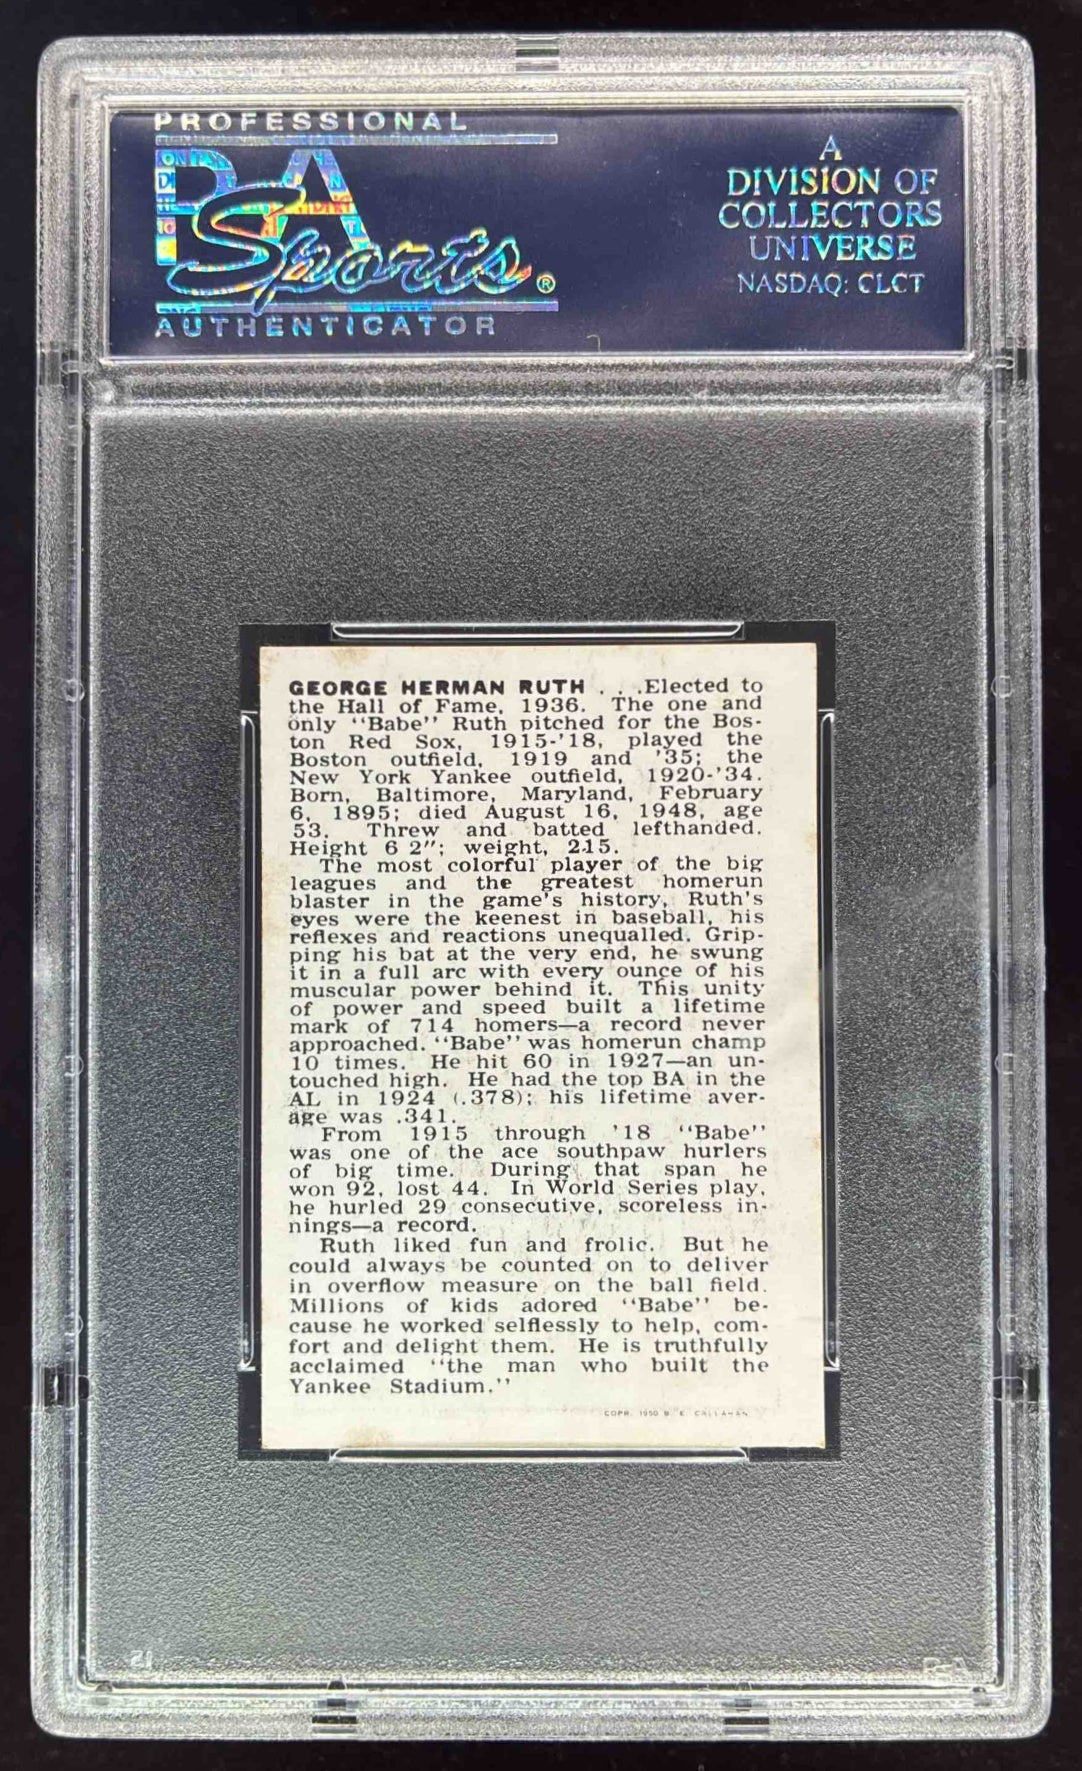 PROFESSIONAL
PSA
Sports®
AUTHENTICATOR
A
DIVISION OF
COLLECTORS
UNIVERSE
NASDAQ: CLCT
GEORGE HERMAN RUTH . . .Elected to
the Hall of Fame, 1936. The one and
only "Babe" Ruth pitched for the Bos-
ton Red Sox, 1915-'18, played the
Boston outfield, 1919 and '35; the
New York Yankee outfield, 1920-'34.
Born, Baltimore, Maryland, February
6, 1895; died August 16, 1948, age
53. Threw and batted lefthanded.
Height 6 2"; weight, 215.
The most colorful player of the big
leagues and the greatest homerun
blaster in the game's history, Ruth's
eyes were the keenest in baseball, his
reflexes and reactions unequalled. Grip-
ping his bat at the very end, he swung
it in a full arc with every ounce of his
muscular power behind it. This unity
of power and speed built a lifetime
mark of 714 homers—a record never
approached. "Babe" was homerun champ
10 times. He hit 60 in 1927—an un-
touched high. He had the top BA in the
AL in 1924 (.378); his lifetime aver-
age was .341.
From 1915 through '18 "Babe"
was one of the ace southpaw hurlers
of big time. During that span he
won 92, lost 44. In World Series play,
he hurled 29 consecutive, scoreless in-
nings—a record.
Ruth liked fun and frolic. But he
could always be counted on to deliver
in overflow measure on the ball field.
Millions of kids adored "Babe" be-
cause he worked selflessly to help, com-
fort and delight them. He is truthfully
acclaimed "the man who built the
Yankee Stadium."
COPR. 1950 B. E. CALLAHAN
PSA